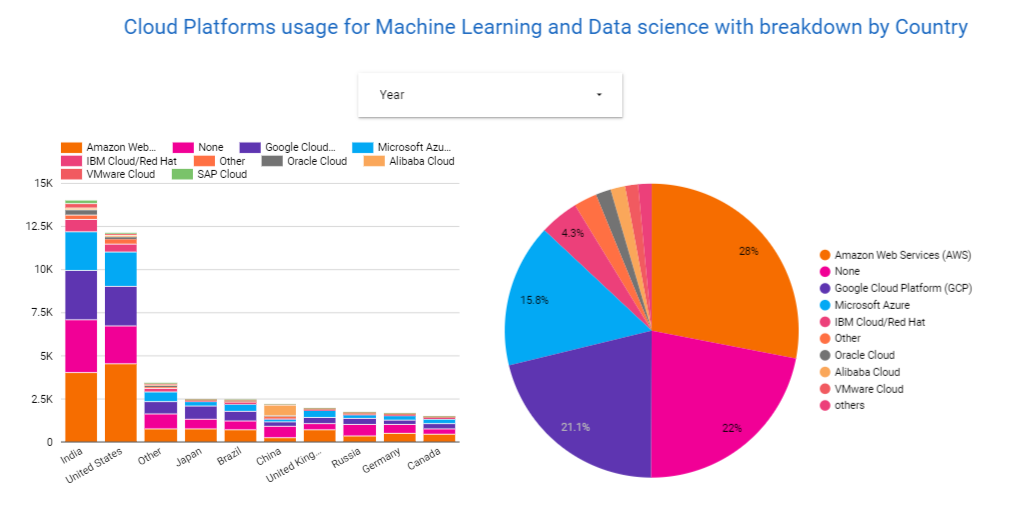 Cloud Platforms usage for Machine Learning and Data science with breakdown by Country
Year
Amazon Web... None Google Cloud... Microsoft Azu...
IBM Cloud/Red Hat Other Oracle Cloud Alibaba Cloud
VMware Cloud SAP Cloud
15K
12.5K
10K
7.5K
5K
2.5K
0
India United States Other Japan Brazil China United King... Russia Germany Canada
28%
22%
21.1%
15.8%
4.3%
Amazon Web Services (AWS)
None
Google Cloud Platform (GCP)
Microsoft Azure
IBM Cloud/Red Hat
Other
Oracle Cloud
Alibaba Cloud
VMware Cloud
others